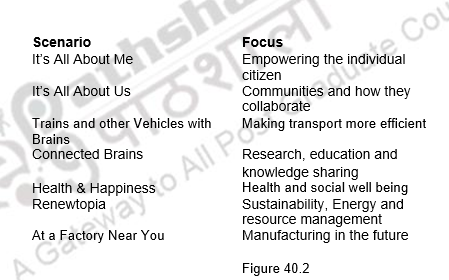 Scenario Focus
It's All About Me Empowering the individual
citizen
It's All About Us Communities and how they
collaborate
Trains and other Vehicles with Making transport more efficient
Brains
Connected Brains Research, education and
knowledge sharing
Health & Happiness Health and social well being
Renewtopia Sustainability, Energy and
resource management
At a Factory Near You Manufacturing in the future
Figure 40.2
पाठशाला
A Gateway to All Post Graduate Cou